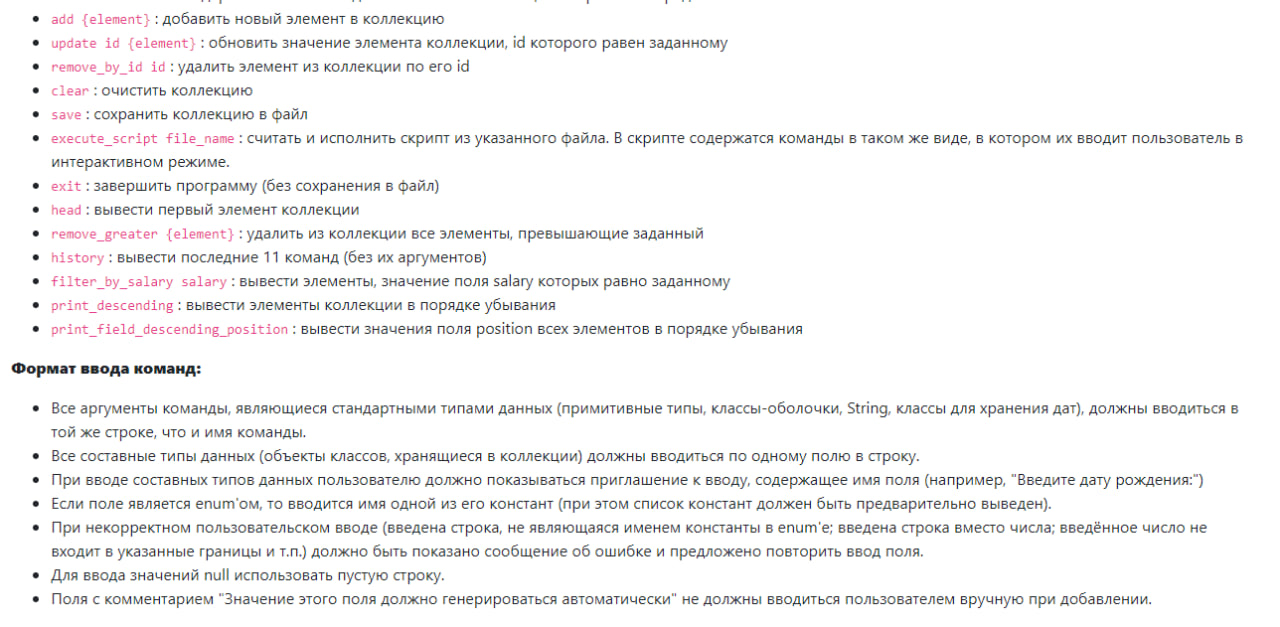 add {element} : добавить новый элемент в коллекцию
update id {element} : обновить значение элемента коллекции, id которого равен заданному
remove_by_id id : удалить элемент из коллекции по его id
clear : очистить коллекцию
save : сохранить коллекцию в файл
execute_script file_name : считать и исполнить скрипт из указанного файла. В скрипте содержатся команды в таком же виде, в котором их вводит пользователь в
интерактивном режиме.
exit : завершить программу (без сохранения в файл)
head : вывести первый элемент коллекции
remove_greater {element} : удалить из коллекции все элементы, превышающие заданный
history : вывести последние 11 команд (без их аргументов)
filter_by_salary salary : вывести элементы, значение поля salary которых равно заданному
print_descending : вывести элементы коллекции в порядке убывания
print_field_descending_position : вывести значения поля position всех элементов в порядке убывания
Формат ввода команд:
Все аргументы команды, являющиеся стандартными типами данных (примитивные типы, классы-оболочки, String, классы для хранения дат), должны вводиться в
той же строке, что и имя команды.
Все составные типы данных (объекты классов, хранящиеся в коллекции) должны вводиться по одному полю в строку.
При вводе составных типов данных пользователю должно показываться приглашение к вводу, содержащее имя поля (например, "Введите дату рождения:")
Если поле является enum'ом, то вводится имя одной из его констант (при этом список констант должен быть предварительно выведен).
При некорректном пользовательском вводе (введена строка, не являющаяся именем константы в enum'е; введена строка вместо числа; введённое число не
входит в указанные границы и т.п.) должно быть показано сообщение об ошибке и предложено повторить ввод поля.
Для ввода значений null использовать пустую строку.
Поля с комментарием "Значение этого поля должно генерироваться автоматически" не должны вводиться пользователем вручную при добавлении.